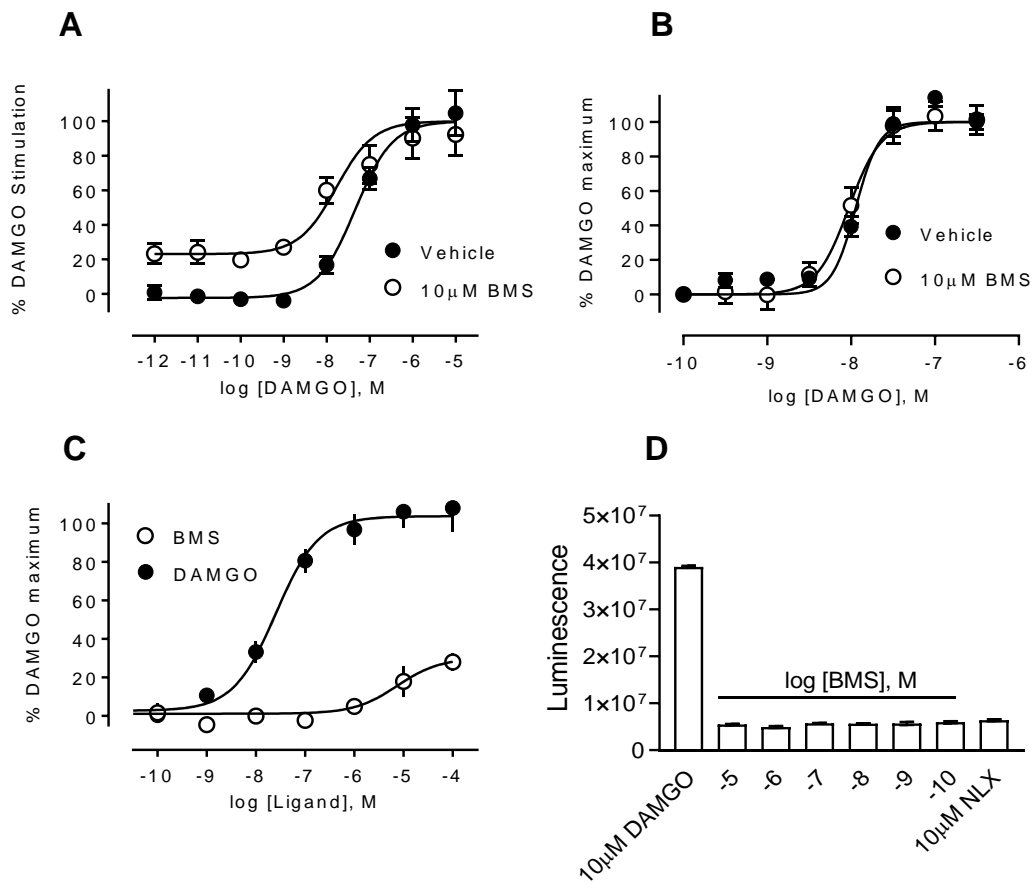 A
% DAMGO Stimulation
100
80
60
40
20
0
Vehicle
10μM BMS
-12 -11 -10 -9 -8 -7 -6 -5
log [DAMGO], M
B
% DAMGO maximum
100
80
60
40
20
0
Vehicle
10μM BMS
-10 -9 -8 -7 -6
log [DAMGO], M
C
% DAMGO maximum
100
80
60
40
20
0
BMS
DAMGO
-10 -9 -8 -7 -6 -5 -4
log [Ligand], M
D
Luminescence
5×10⁷
4×10⁷
3×10⁷
2×10⁷
1×10⁷
0
log [BMS], M
10μM DAMGO
-5
-6
-7
-8
-9
-10
10μM NLX